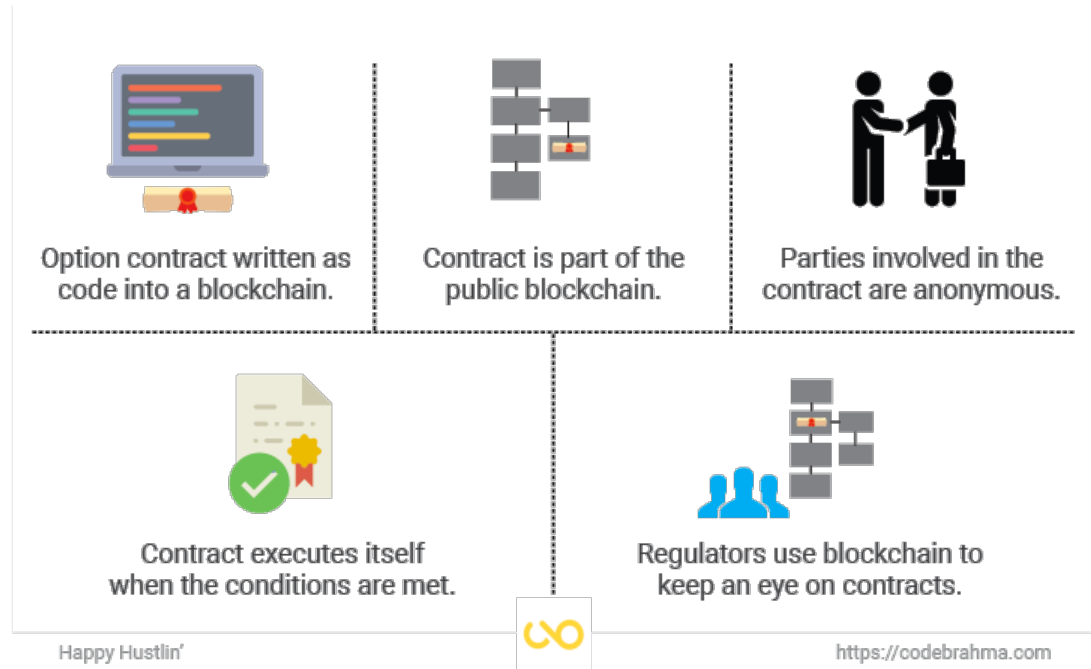 Option contract written as
code into a blockchain.
Contract is part of the
public blockchain.
Parties involved in the
contract are anonymous.
Contract executes itself
when the conditions are met.
Regulators use blockchain to
keep an eye on contracts.
Happy Hustlin'
https://codebrahma.com